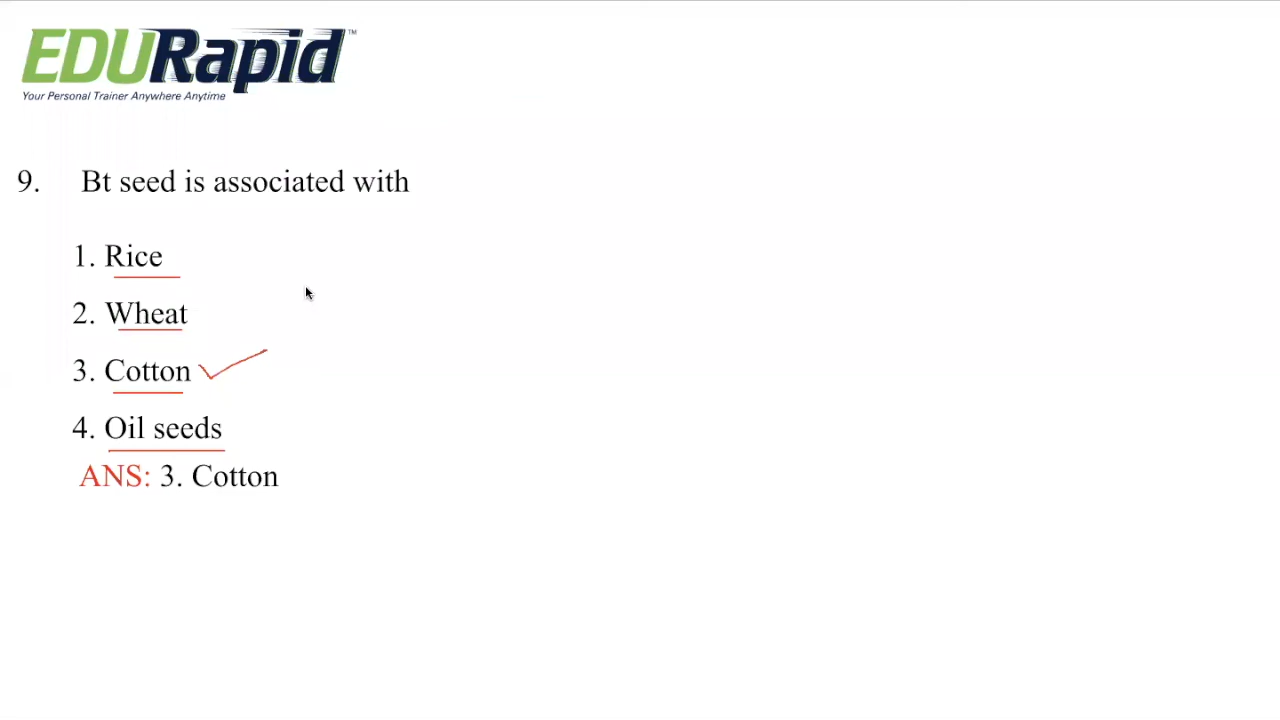 EDURapid™
Your Personal Trainer Anywhere Anytime
9. Bt seed is associated with
1. Rice
2. Wheat
3. Cotton
4. Oil seeds
ANS: 3. Cotton